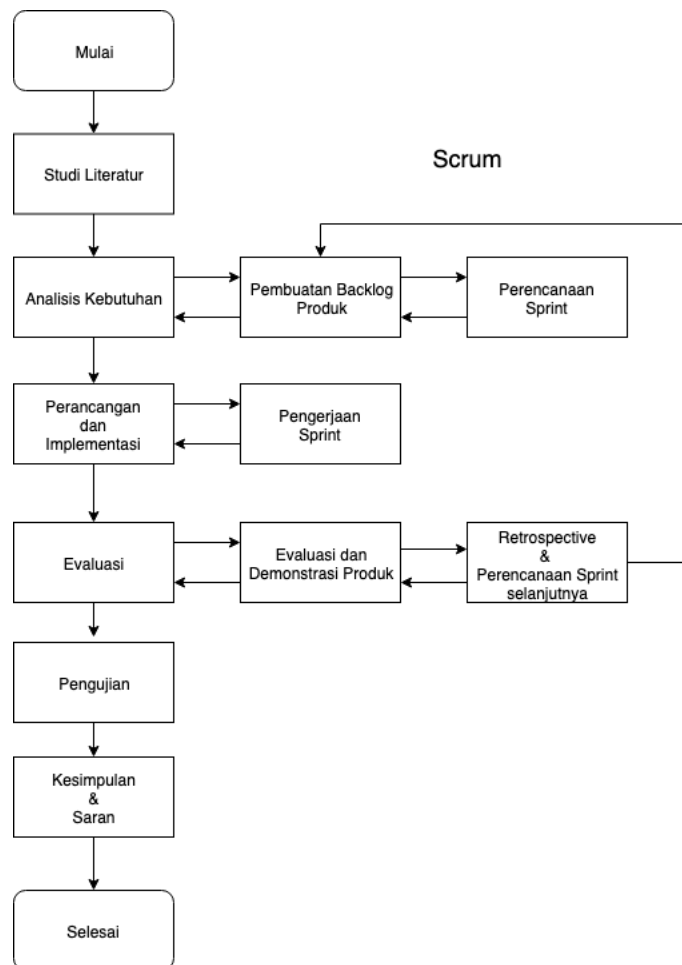 Mulai
Studi Literatur
Scrum
Analisis Kebutuhan
Pembuatan Backlog
Produk
Perencanaan
Sprint
Perancangan
dan
Implementasi
Pengerjaan
Sprint
Evaluasi
Evaluasi dan
Demonstrasi Produk
Retrospective
&
Perencanaan Sprint
selanjutnya
Pengujian
Kesimpulan
&
Saran
Selesai